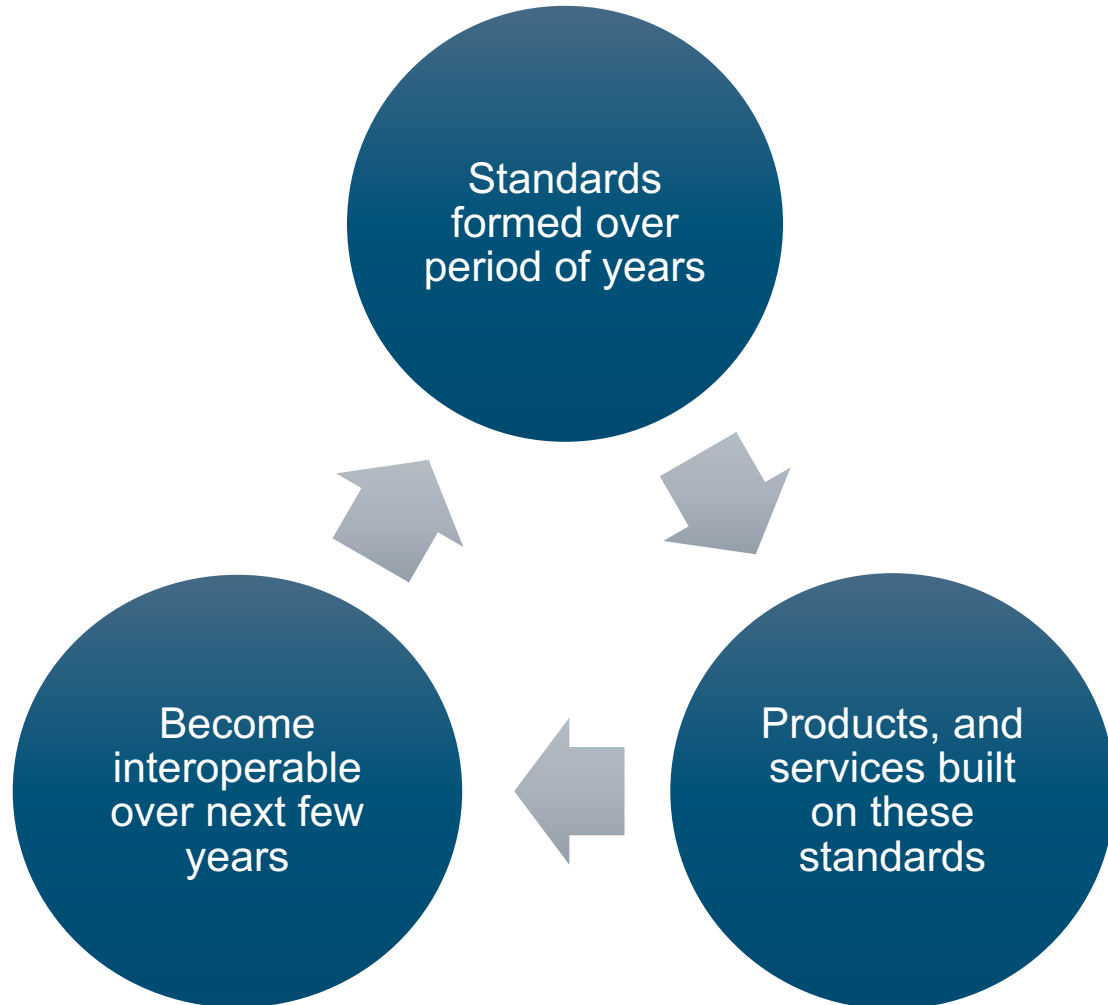 Standards
formed over
period of years
Products, and
services built
on these
standards
Become
interoperable
over next few
years